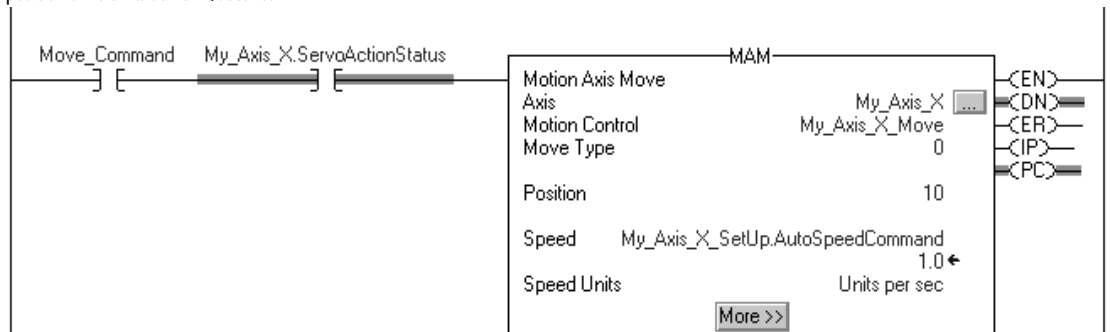 Move_Command My_Axis_X.ServoActionStatus
MAM
Motion Axis Move
Axis My_Axis_X ...
Motion Control My_Axis_X_Move
Move Type 0
Position 10
Speed My_Axis_X_SetUp.AutoSpeedCommand
1.0
Speed Units Units per sec
More >>
EN
DN
ER
IP
PC